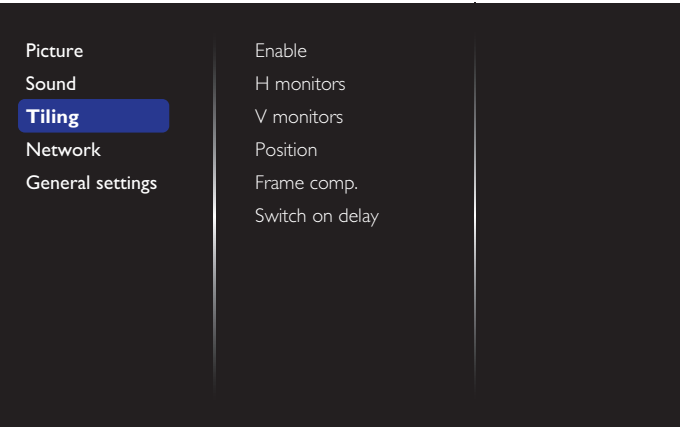 Picture
Sound
Tiling
Network
General settings
Enable
H monitors
V monitors
Position
Frame comp.
Switch on delay